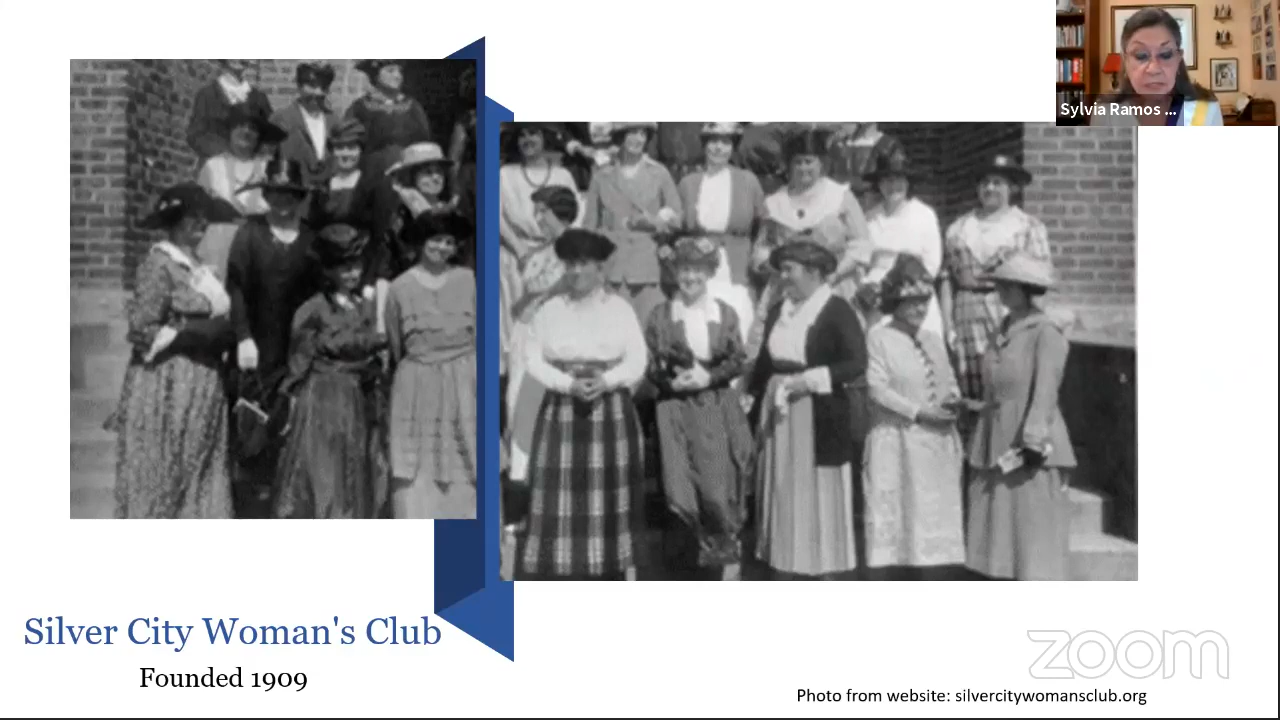 Sylvia Ramos ...
Silver City Woman's Club
Founded 1909
zoom
Photo from website: silvercitywomansclub.org